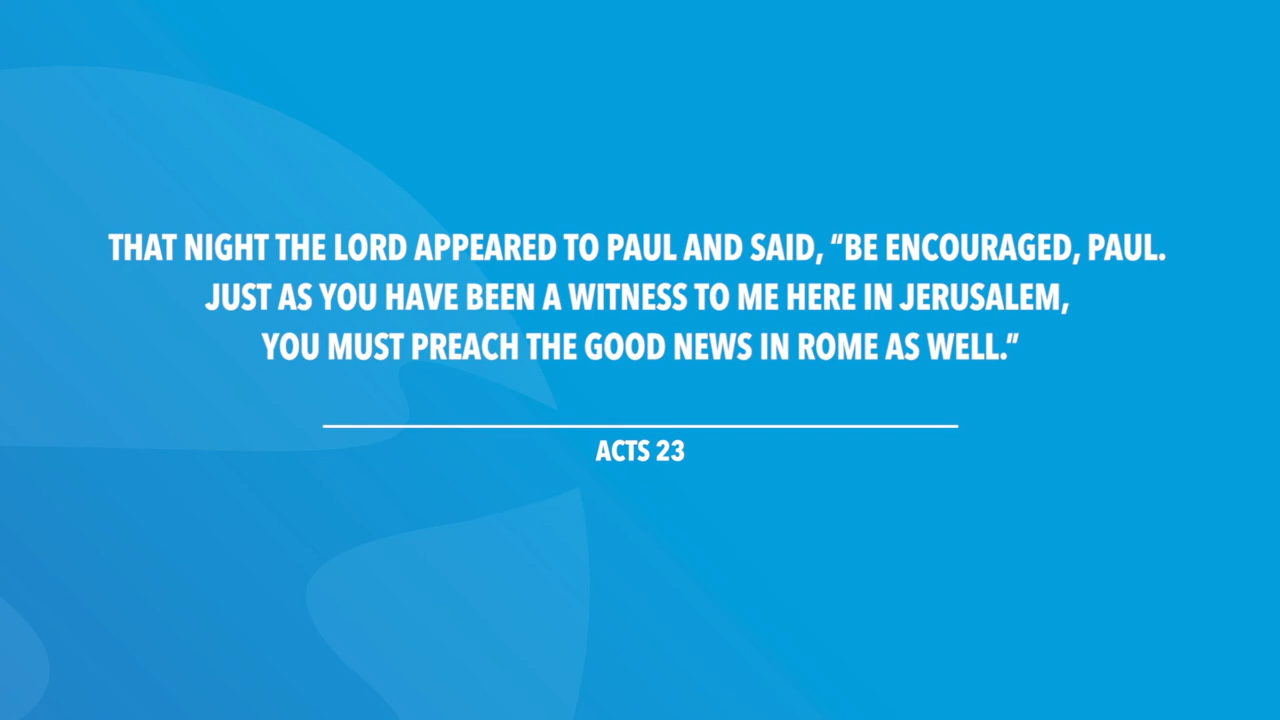 THAT NIGHT THE LORD APPEARED TO PAUL AND SAID, “BE ENCOURAGED, PAUL.
JUST AS YOU HAVE BEEN A WITNESS TO ME HERE IN JERUSALEM,
YOU MUST PREACH THE GOOD NEWS IN ROME AS WELL.”
ACTS 23